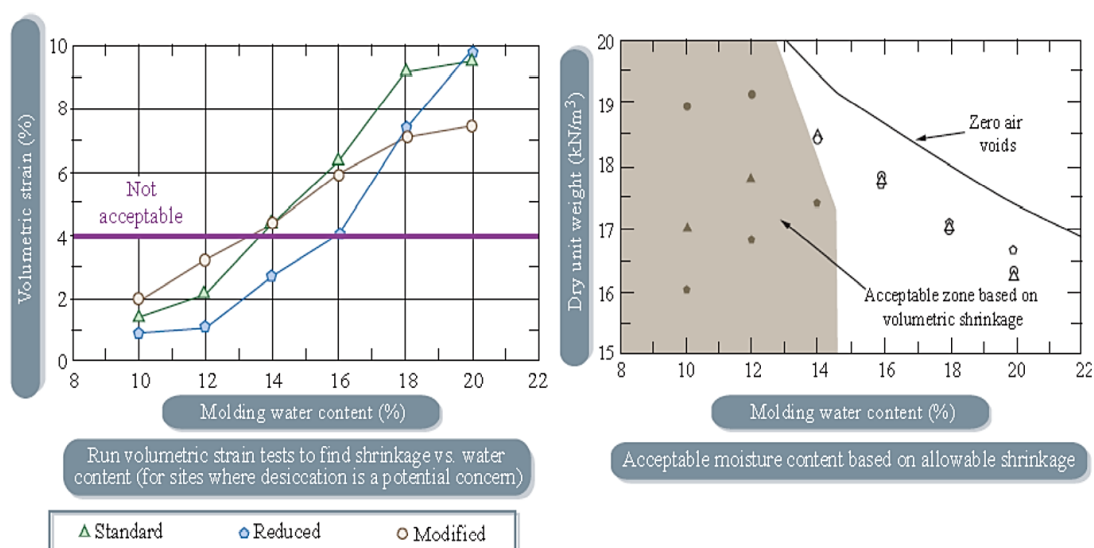 Volumetric strain (%)
10
8
6
4
2
0
Not
acceptable
8 10 12 14 16 18 20 22
Molding water content (%)
Run volumetric strain tests to find shrinkage vs. water
content (for sites where desiccation is a potential concern)
Standard Reduced Modified
Dry unit weight (kN/m³)
20
19
18
17
16
15
Zero air
voids
Acceptable zone based on
volumetric shrinkage
8 10 12 14 16 18 20 22
Molding water content (%)
Acceptable moisture content based on allowable shrinkage